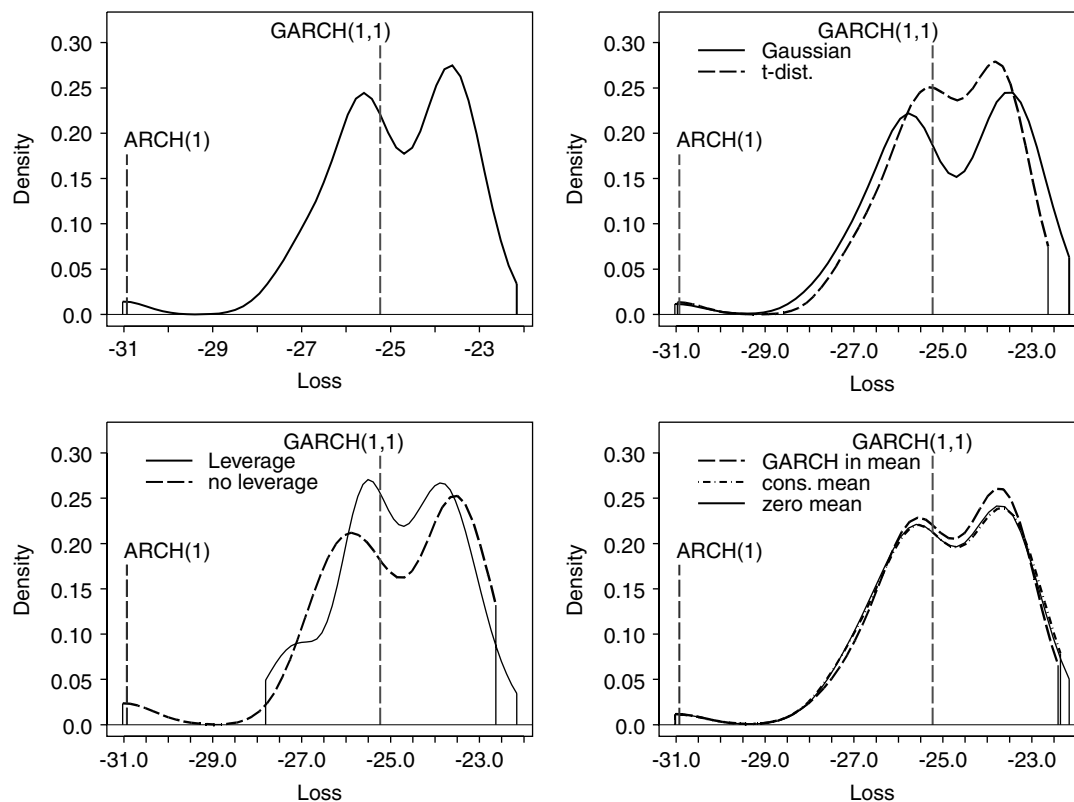 GARCH(1,1)
0.30
0.25
0.20
0.15
0.10
0.05
0.0
Density
ARCH(1)
-31 -29 -27 -25 -23
Loss
GARCH(1,1)
Gaussian
t-dist.
0.30
0.25
0.20
0.15
0.10
0.05
0.0
Density
ARCH(1)
-31.0 -29.0 -27.0 -25.0 -23.0
Loss
GARCH(1,1)
Leverage
no leverage
0.30
0.25
0.20
0.15
0.10
0.05
0.0
Density
ARCH(1)
-31.0 -29.0 -27.0 -25.0 -23.0
Loss
GARCH(1,1)
GARCH in mean
cons. mean
zero mean
0.30
0.25
0.20
0.15
0.10
0.05
0.0
Density
ARCH(1)
-31.0 -29.0 -27.0 -25.0 -23.0
Loss